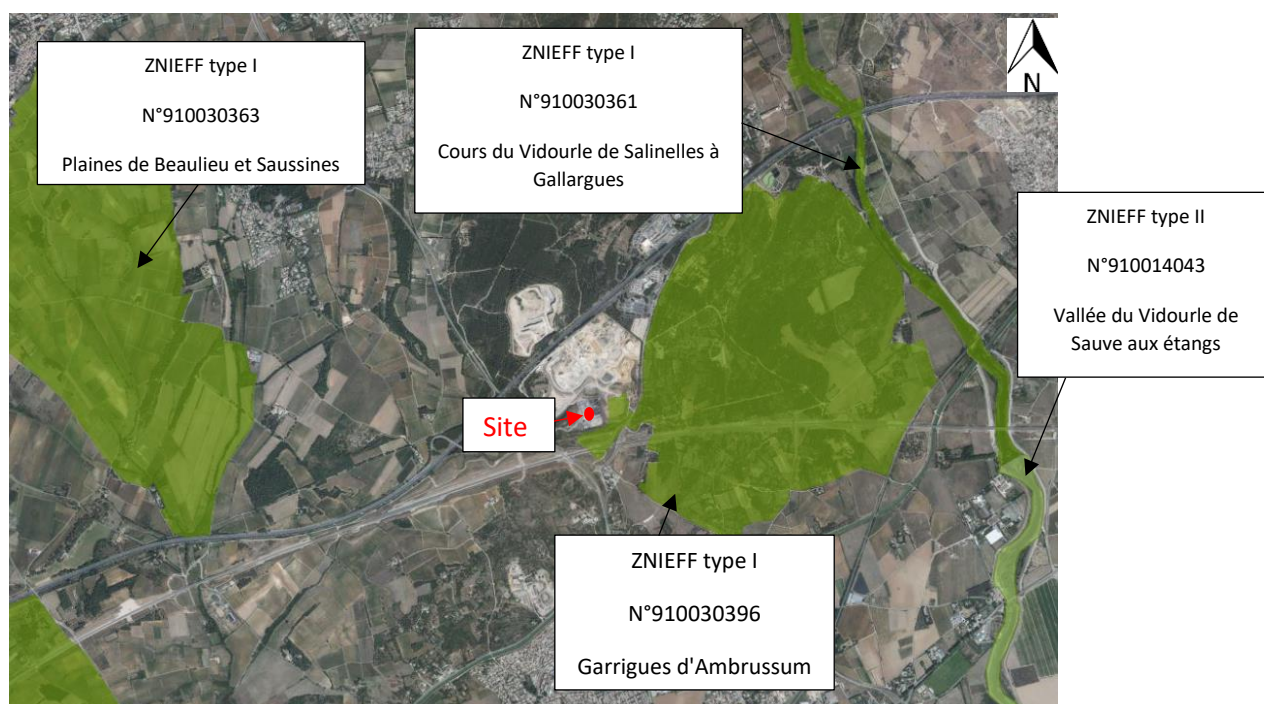 ZNIEFF type I
N°910030363
Plaines de Beaulieu et Saussines
ZNIEFF type I
N°910030361
Cours du Vidourle de Salinelles à
Gallargues
N
ZNIEFF type II
N°910014043
Vallée du Vidourle de
Sauve aux étangs
Site
ZNIEFF type I
N°910030396
Garrigues d'Ambrussum